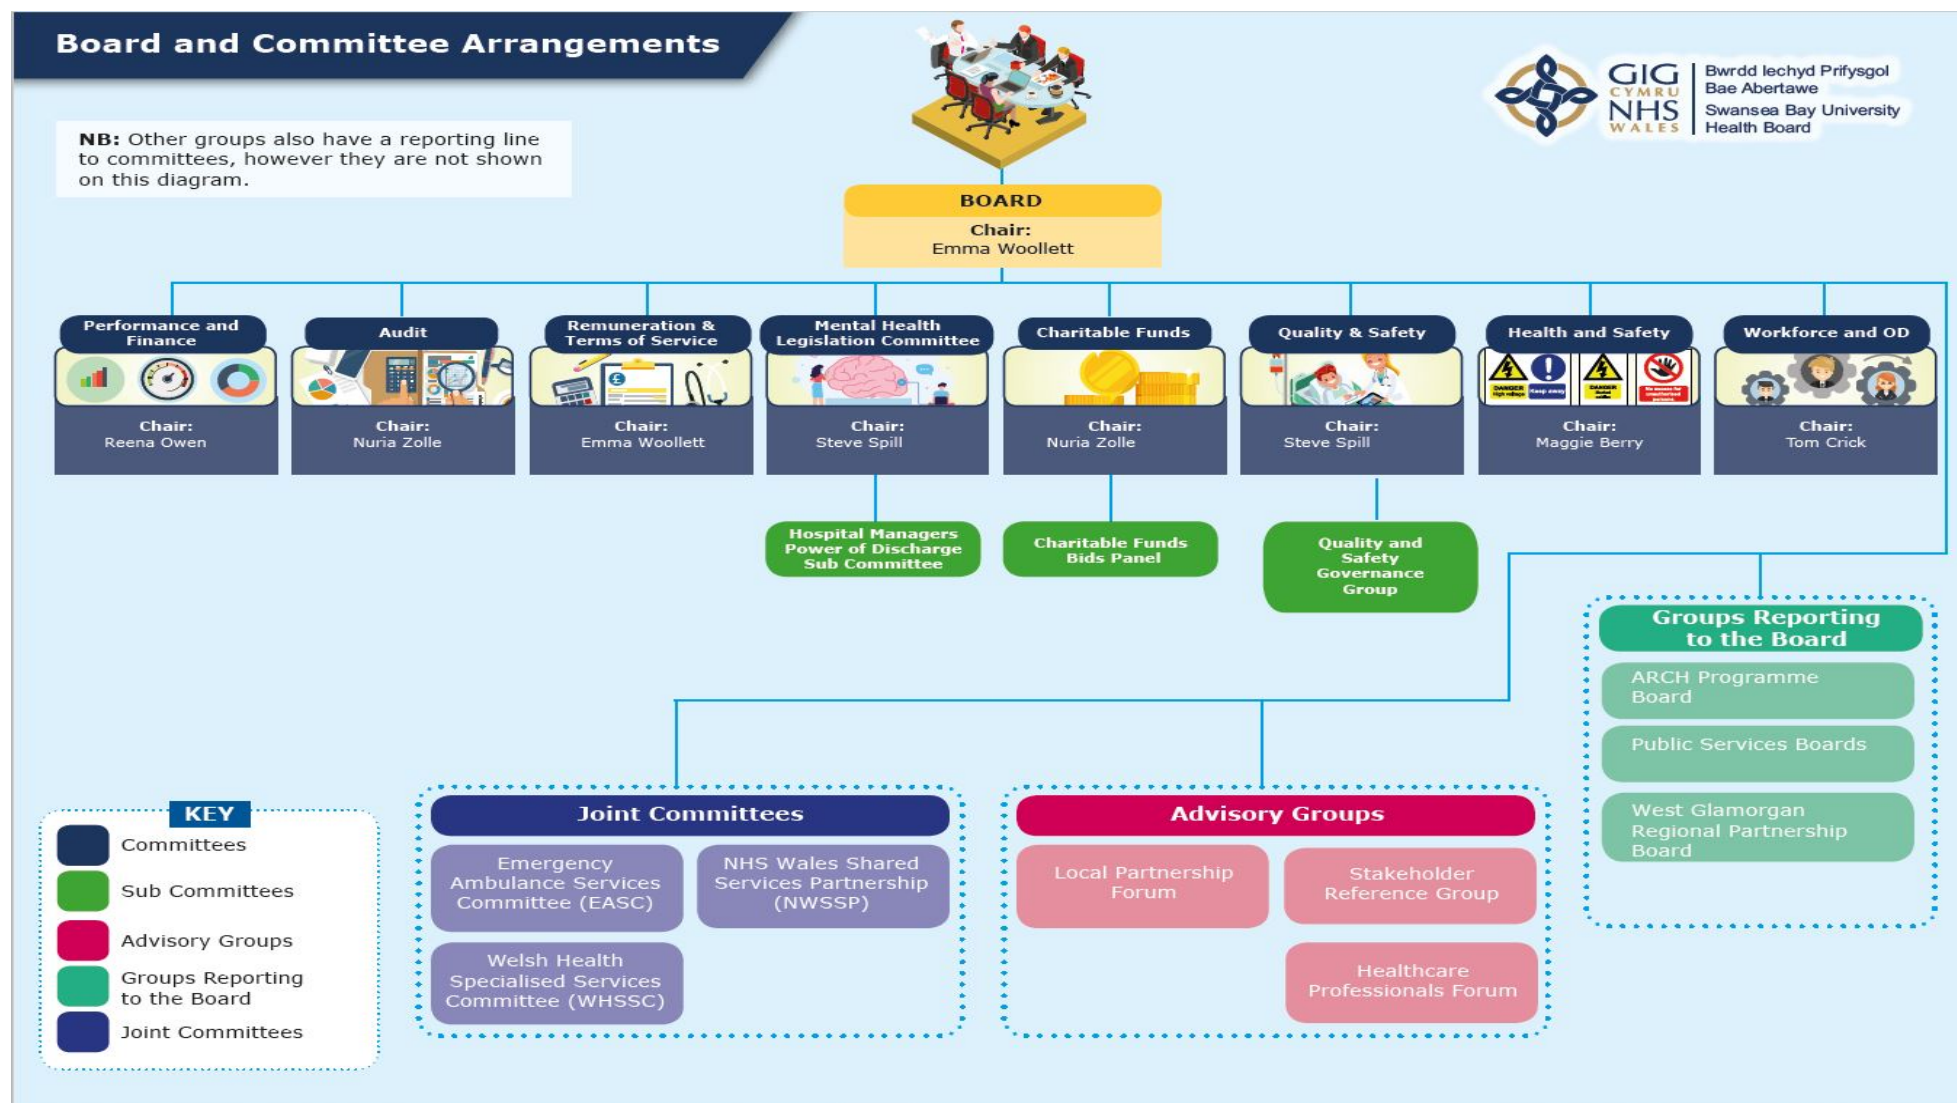 Board and Committee Arrangements
GIG
CYMRU
NHS
WALES
Bwrdd Iechyd Prifysgol
Bae Abertawe
Swansea Bay University
Health Board
NB: Other groups also have a reporting line
to committees, however they are not shown
on this diagram.
BOARD
Chair:
Emma Woollett
Performance and
Finance
Chair:
Reena Owen
Audit
Chair:
Nuria Zolle
Remuneration &
Terms of Service
Chair:
Emma Woollett
Mental Health
Legislation Committee
Chair:
Steve Spill
Charitable Funds
Chair:
Nuria Zolle
Quality & Safety
Chair:
Steve Spill
Health and Safety
DANGER
High voltage
Keep away
DANGER
Chair:
Maggie Berry
Workforce and OD
Chair:
Tom Crick
Hospital Managers
Power of Discharge
Sub Committee
Charitable Funds
Bids Panel
Quality and
Safety
Governance
Group
Groups Reporting
to the Board
ARCH Programme
Board
Public Services Boards
West Glamorgan
Regional Partnership
Board
Joint Committees
Emergency
Ambulance Services
Committee (EASC)
NHS Wales Shared
Services Partnership
(NWSSP)
Welsh Health
Specialised Services
Committee (WHSSC)
Advisory Groups
Local Partnership
Forum
Stakeholder
Reference Group
Healthcare
Professionals Forum
KEY
Committees
Sub Committees
Advisory Groups
Groups Reporting
to the Board
Joint Committees